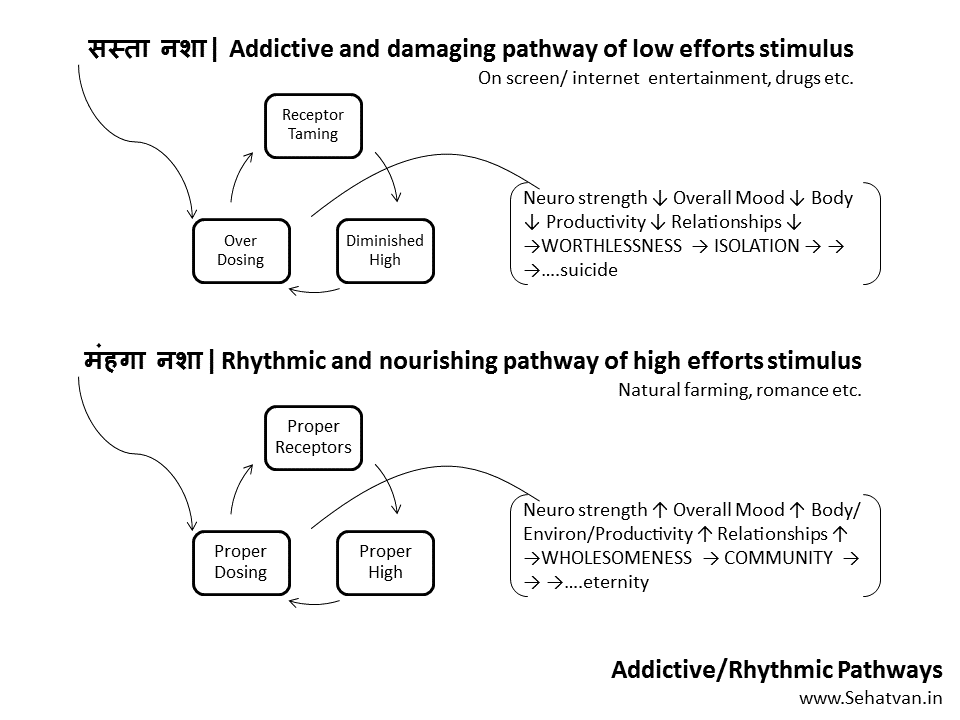 सस्ता नशा| Addictive and damaging pathway of low efforts stimulus
On screen/ internet entertainment, drugs etc.
Receptor
Taming
Over
Dosing
Diminished
High
Neuro strength ↓ Overall Mood ↓ Body
↓ Productivity ↓ Relationships ↓
→WORTHLESSNESS → ISOLATION → →
→....suicide
मंहगा नशा| Rhythmic and nourishing pathway of high efforts stimulus
Natural farming, romance etc.
Proper
Receptors
Proper
Dosing
Proper
High
Neuro strength ↑ Overall Mood ↑ Body/
Environ/Productivity ↑ Relationships ↑
→WHOLESOMENESS → COMMUNITY →
→ →....eternity
Addictive/Rhythmic Pathways
www.Sehatvan.in